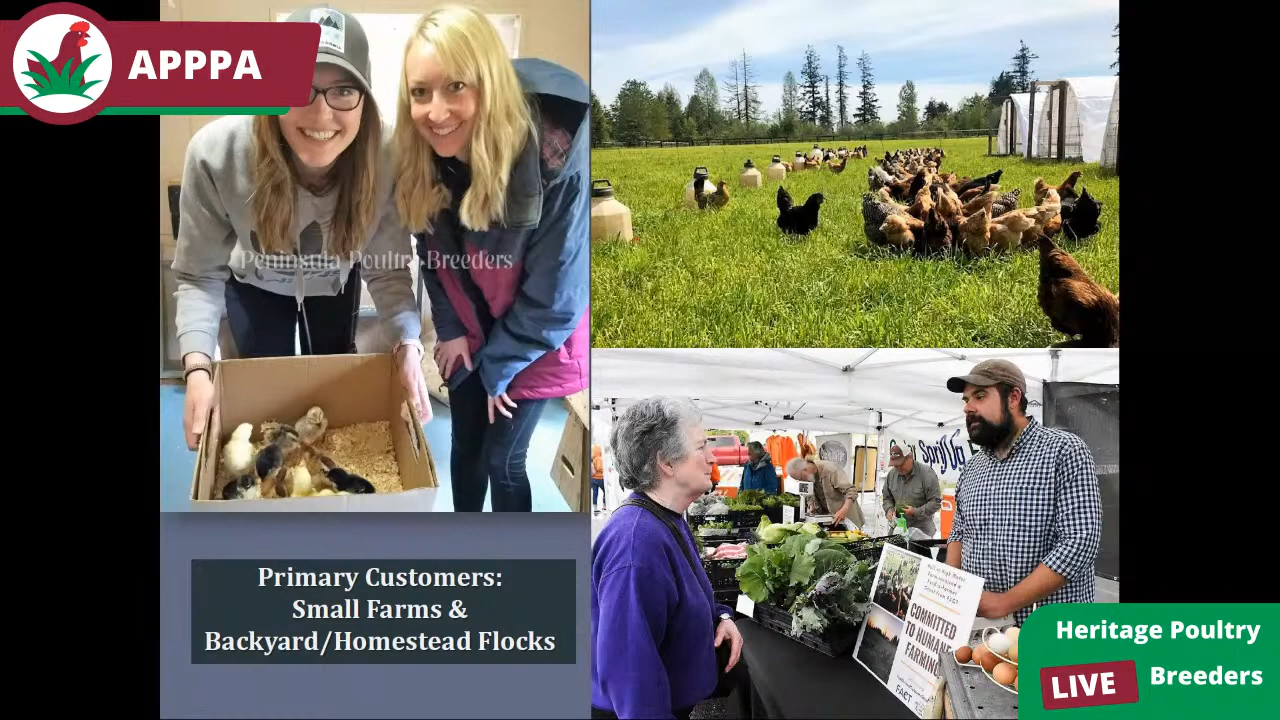 APPPA
Peninsula Poultry Breeders
Primary Customers:
Small Farms &
Backyard/Homestead Flocks
COMMITTED
TO HUMANE
FARMING
FACT
Heritage Poultry
LIVE Breeders